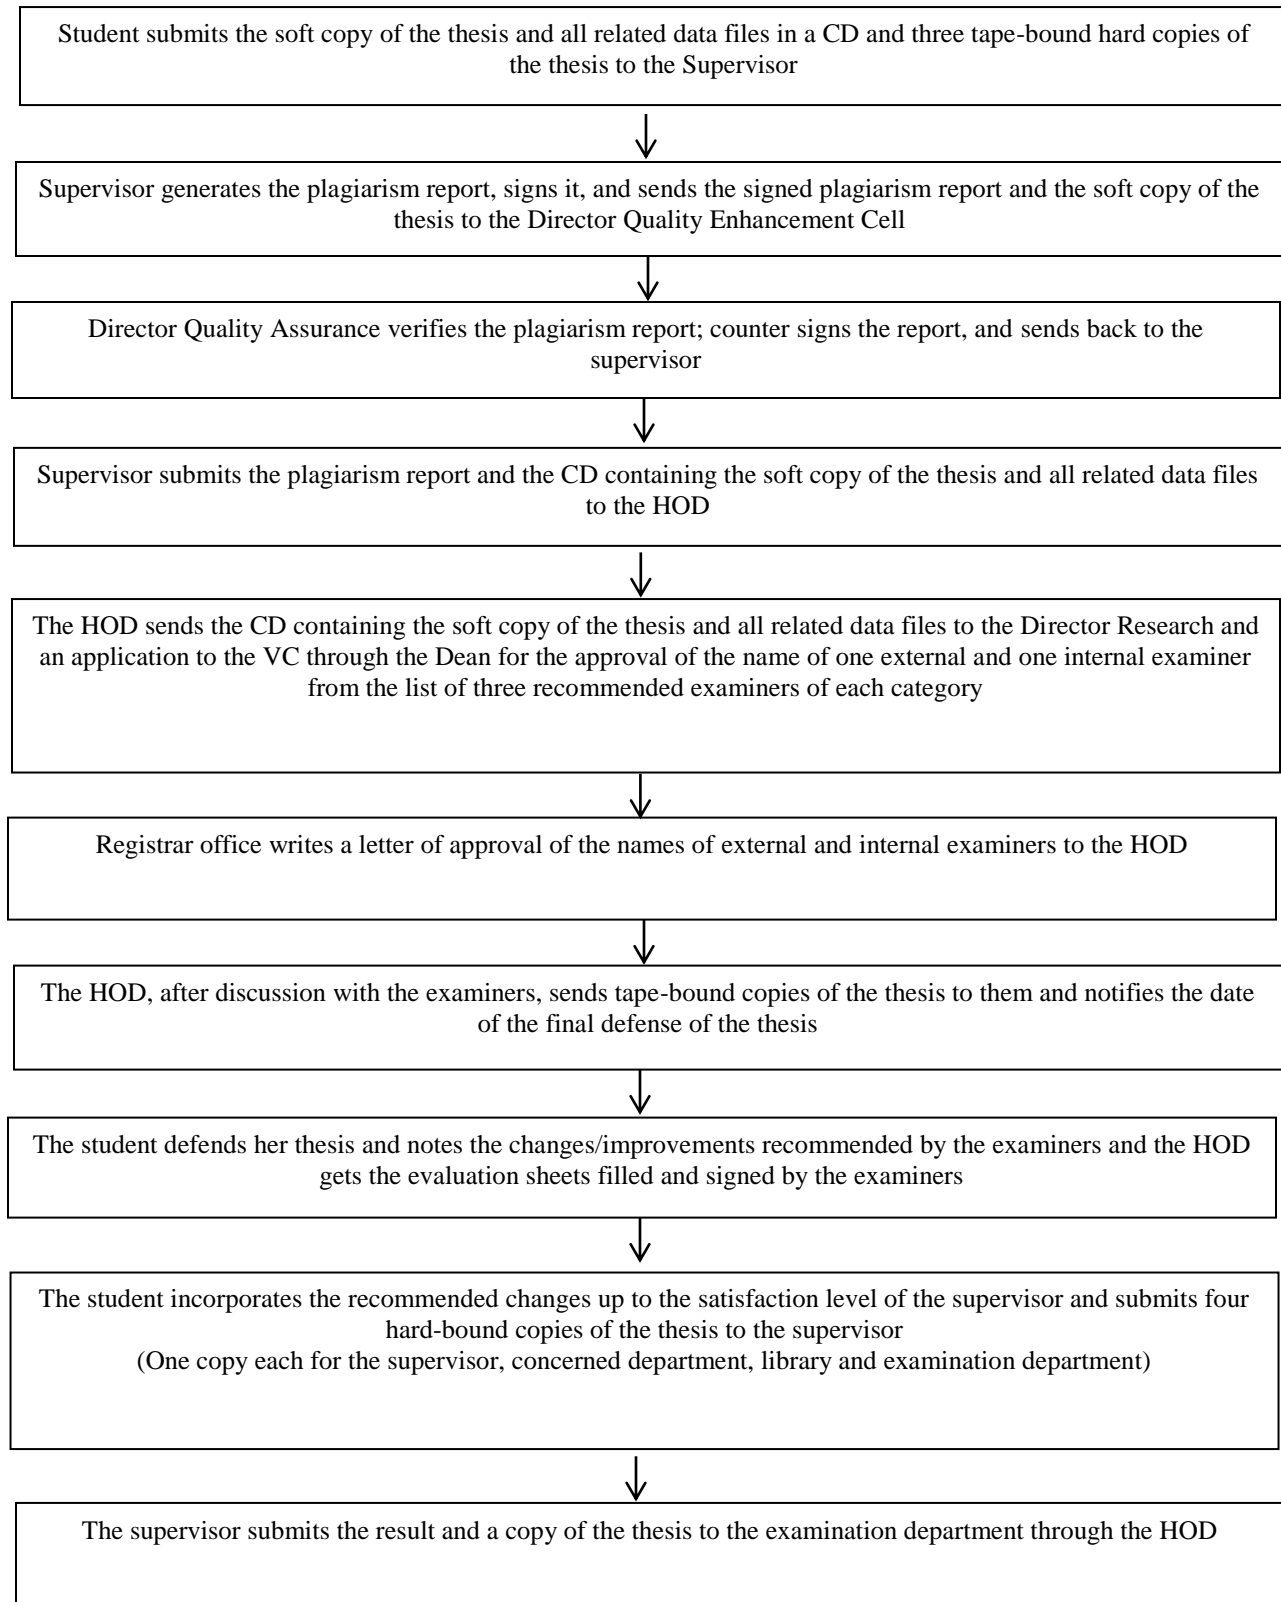 Student submits the soft copy of the thesis and all related data files in a CD and three tape-bound hard copies of
the thesis to the Supervisor
Supervisor generates the plagiarism report, signs it, and sends the signed plagiarism report and the soft copy of the
thesis to the Director Quality Enhancement Cell
Director Quality Assurance verifies the plagiarism report; counter signs the report, and sends back to the
supervisor
Supervisor submits the plagiarism report and the CD containing the soft copy of the thesis and all related data files
to the HOD
The HOD sends the CD containing the soft copy of the thesis and all related data files to the Director Research and
an application to the VC through the Dean for the approval of the name of one external and one internal examiner
from the list of three recommended examiners of each category
Registrar office writes a letter of approval of the names of external and internal examiners to the HOD
The HOD, after discussion with the examiners, sends tape-bound copies of the thesis to them and notifies the date
of the final defense of the thesis
The student defends her thesis and notes the changes/improvements recommended by the examiners and the HOD
gets the evaluation sheets filled and signed by the examiners
The student incorporates the recommended changes up to the satisfaction level of the supervisor and submits four
hard-bound copies of the thesis to the supervisor
(One copy each for the supervisor, concerned department, library and examination department)
The supervisor submits the result and a copy of the thesis to the examination department through the HOD